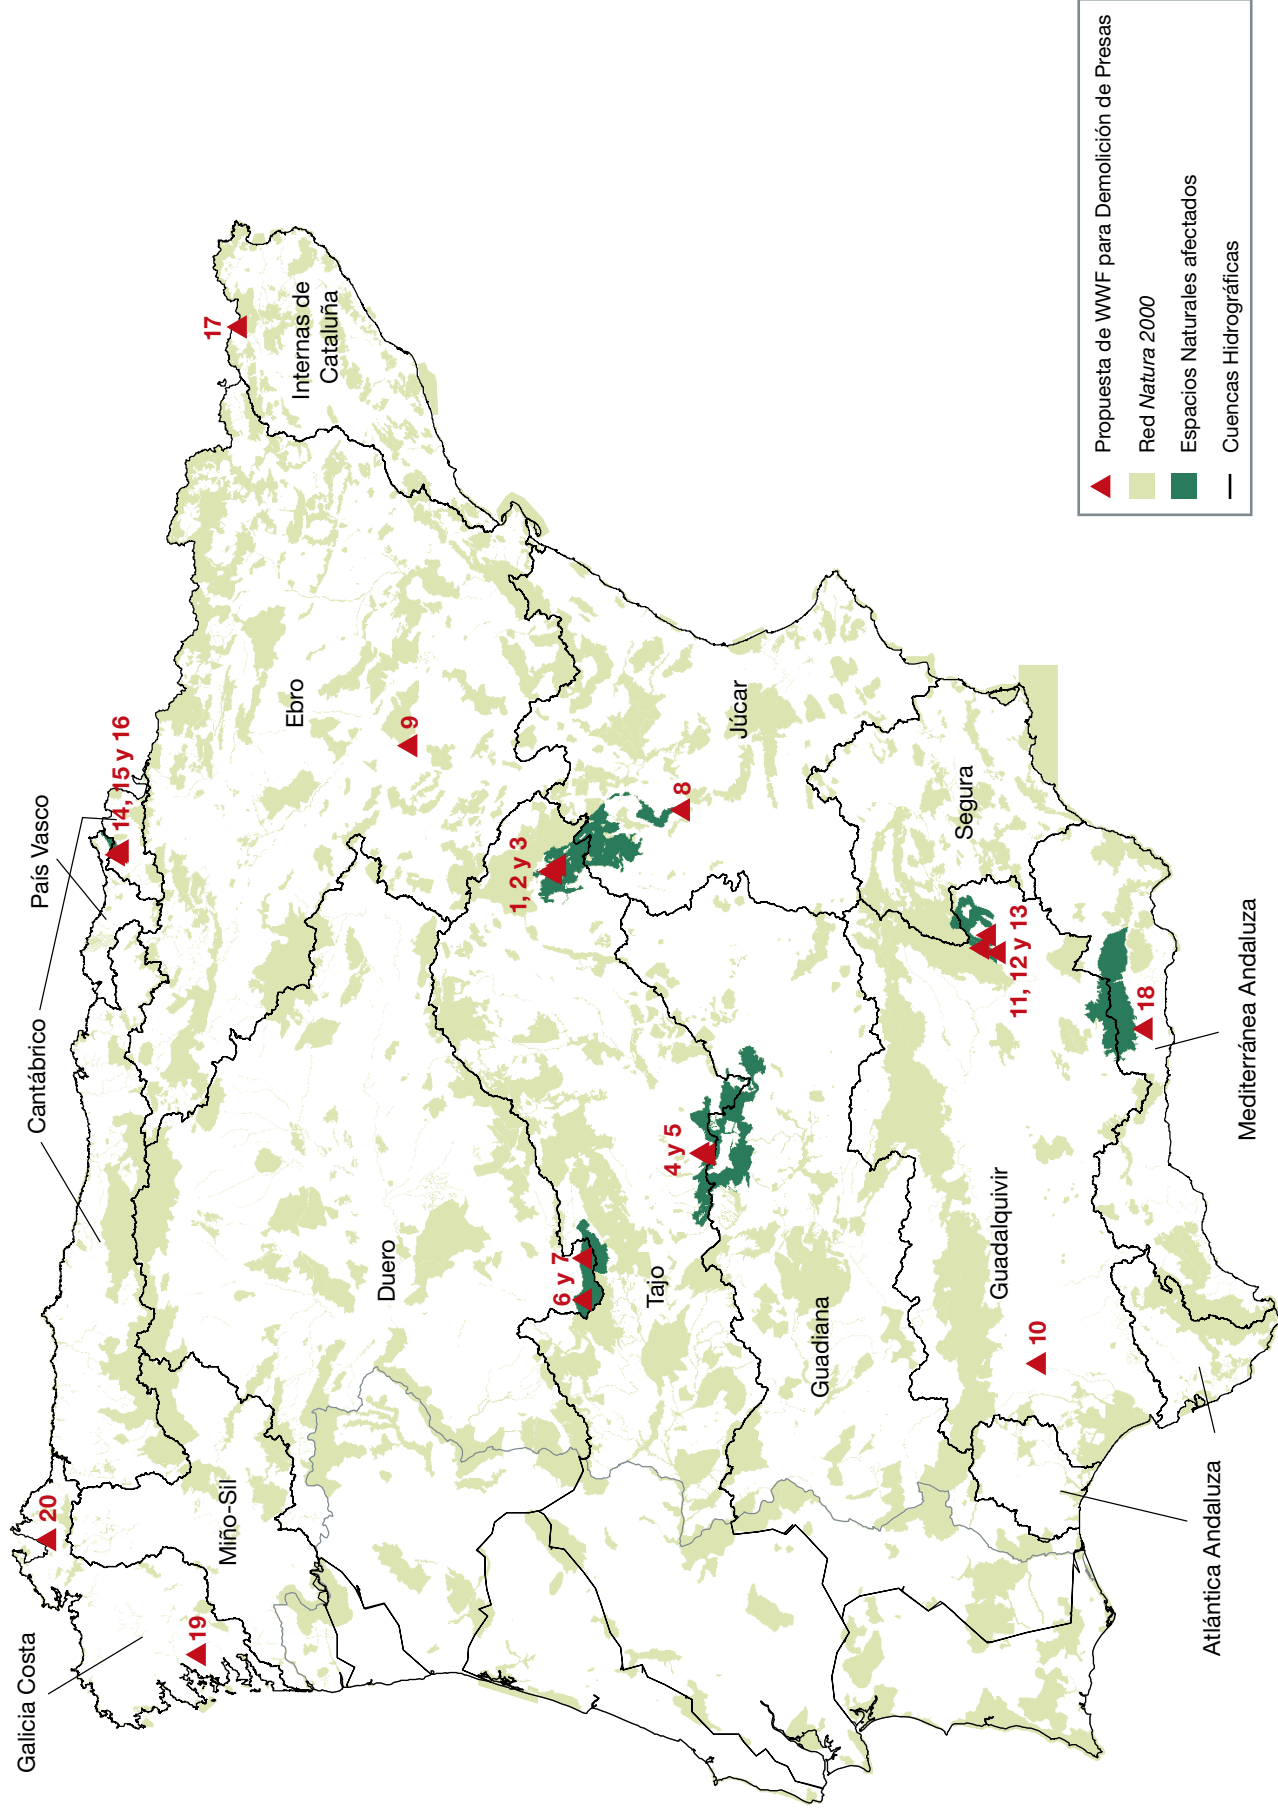 Galicia Costa
Cantábrico
País Vasco
20
19
14, 15 y 16
17
Miño-Sil
Duero
Ebro
Internas de
Cataluña
9
1, 2 y 3
6 y 7
8
Tajo
4 y 5
Júcar
Guadiana
Segura
Guadalquivir
11, 12 y 13
10
18
Atlántica Andaluza
Mediterránea Andaluza
Propuesta de WWF para Demolición de Presas
Red Natura 2000
Espacios Naturales afectados
Cuencas Hidrográficas